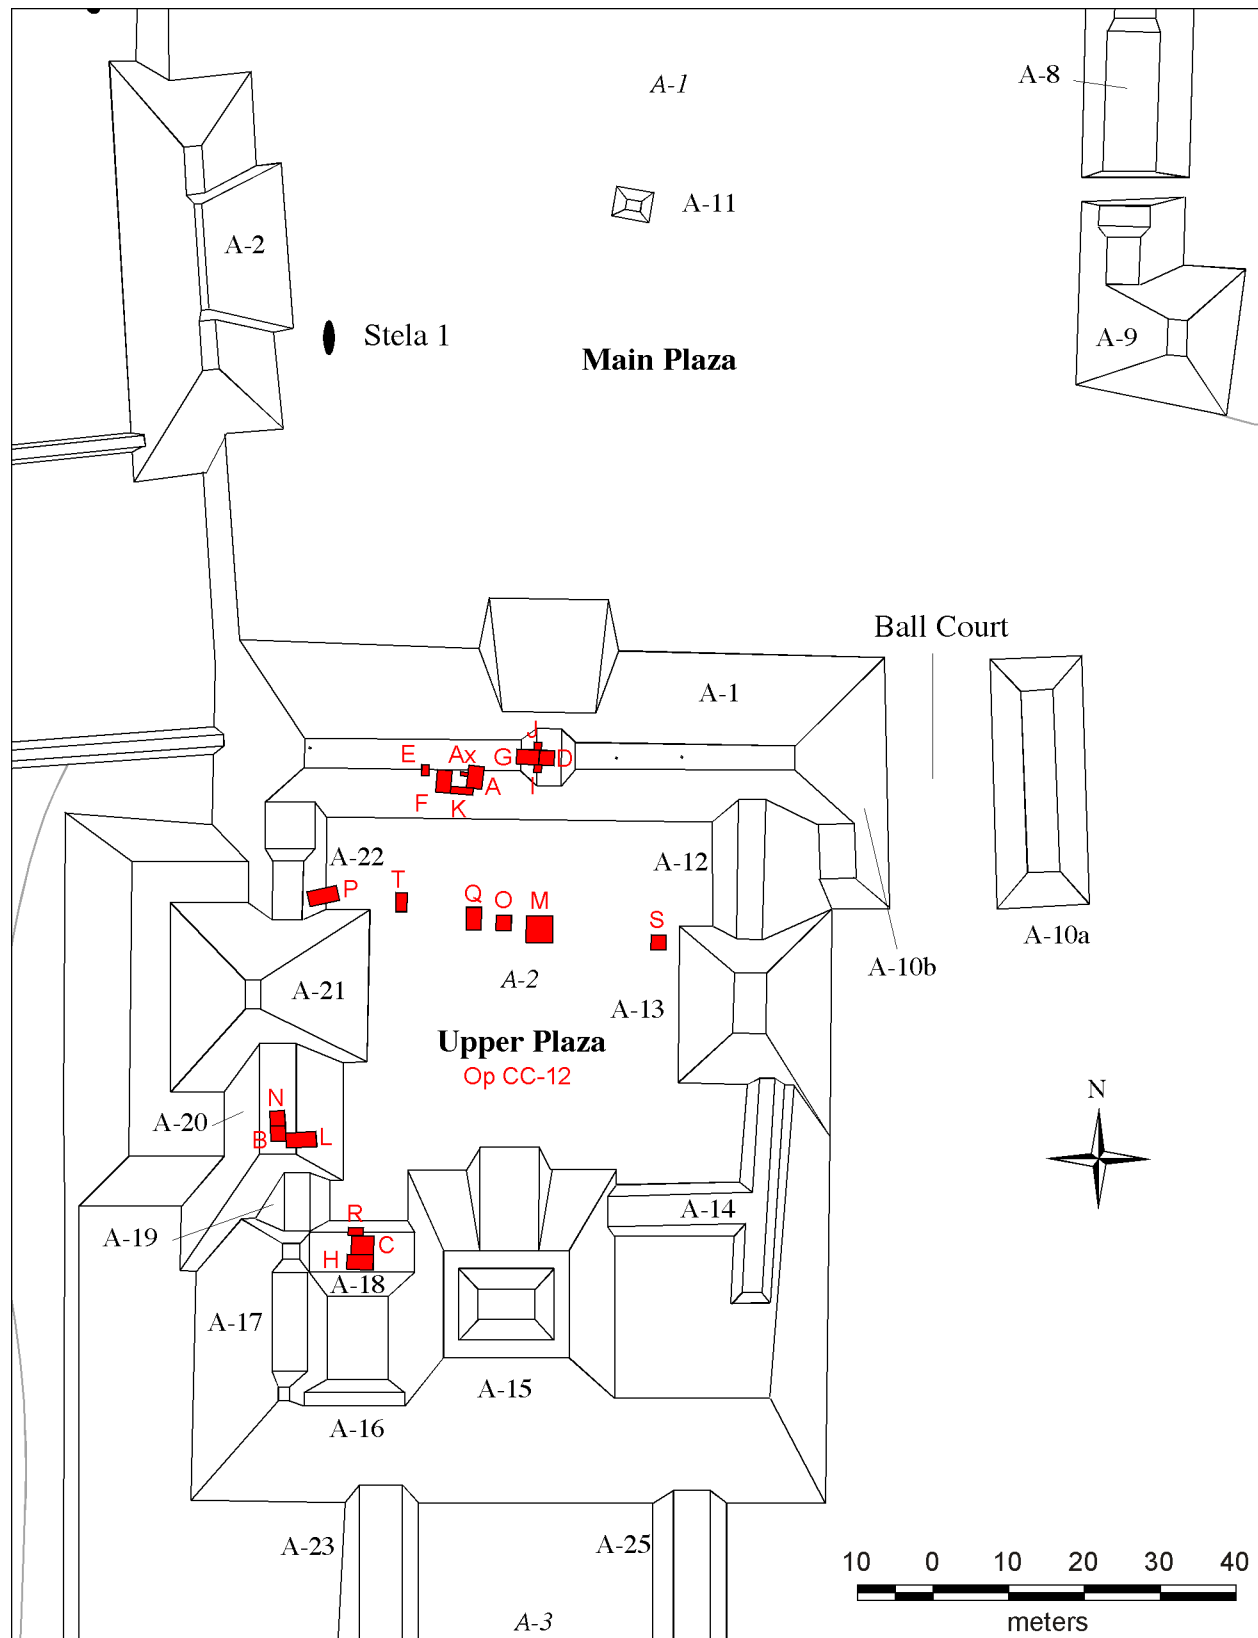 A-1
A-8
A-11
A-2
Stela 1
Main Plaza
A-9
Ball Court
A-1
J
E
Ax
G
D
A
I
F
K
A-22
A-12
P
T
Q
O
M
S
A-10a
A-10b
A-2
A-21
A-13
Upper Plaza
Op CC-12
N
N
A-20
B
L
A-14
R
A-19
C
H
A-18
A-17
A-15
A-16
A-23
A-25
10 0 10 20 30 40
meters
A-3